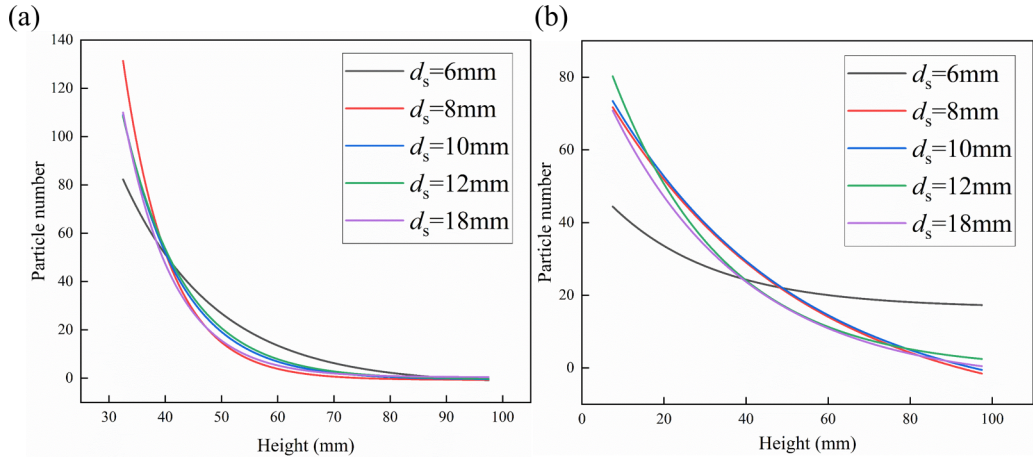 (a)
Particle number
140
120
100
80
60
40
20
0
30
40
50
60
70
80
90
100
Height (mm)
dₛ=6mm
dₛ=8mm
dₛ=10mm
dₛ=12mm
dₛ=18mm
(b)
Particle number
80
60
40
20
0
0
20
40
60
80
100
Height (mm)
dₛ=6mm
dₛ=8mm
dₛ=10mm
dₛ=12mm
dₛ=18mm